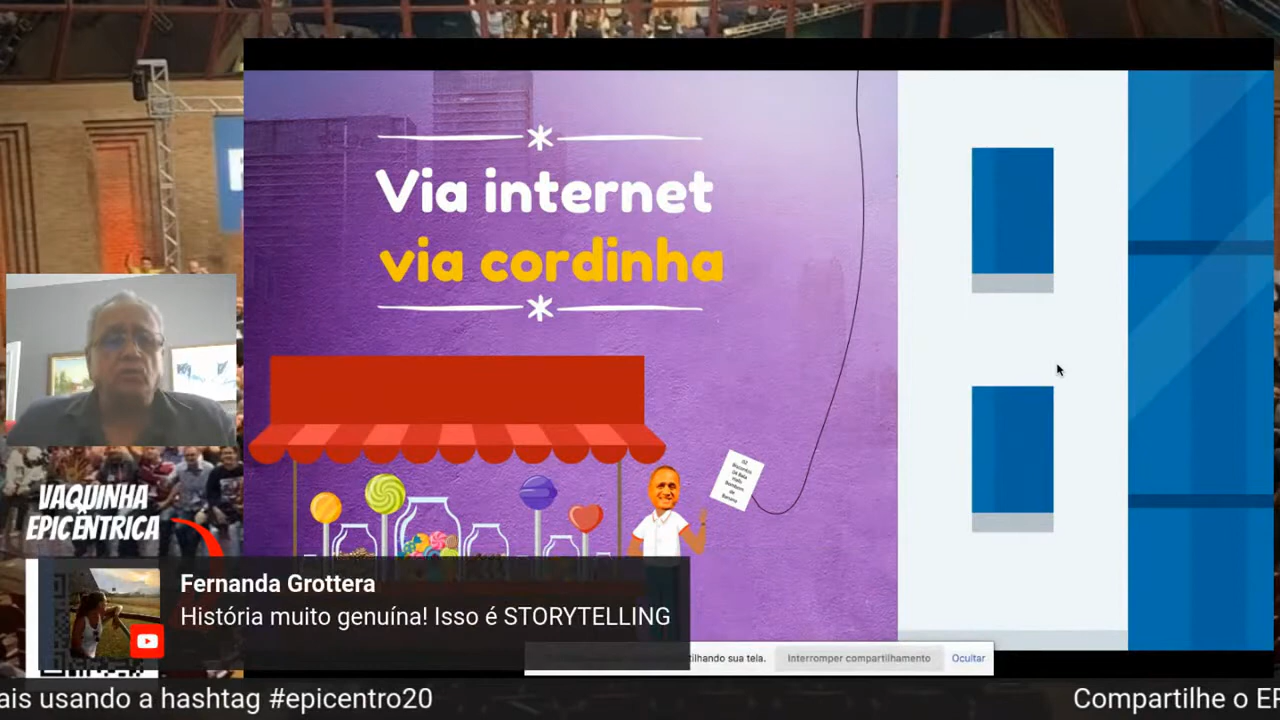 Via internet
via cordinha
VAQUINHA
EPICÊNTRICA
Fernanda Grottera
História muito genuína! Isso é STORYTELLING
tilhando sua tela.
Interromper compartilhamento
Ocultar
ais usando a hashtag #epicentro20
Compartilhe o EP